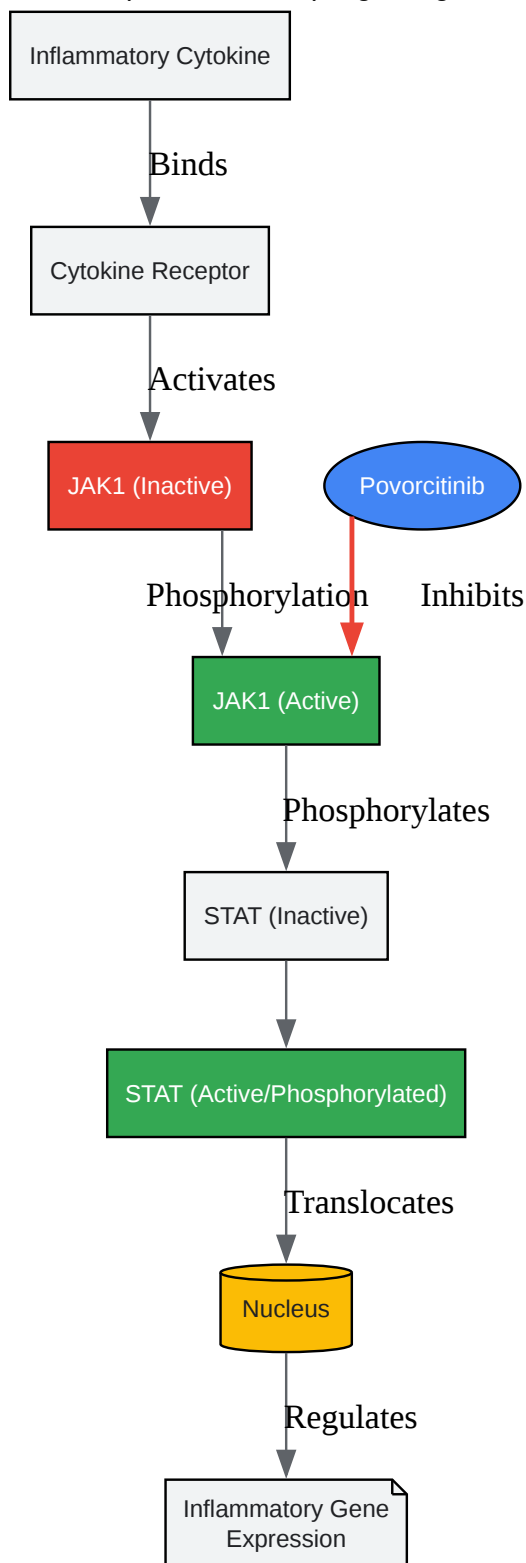 Inflammatory Cytokine
Binds
Cytokine Receptor
Activates
JAK1 (Inactive)
Povorcitinib
Phosphorylation
Inhibits
JAK1 (Active)
Phosphorylates
STAT (Inactive)
STAT (Active/Phosphorylated)
Translocates
Nucleus
Regulates
Inflammatory Gene
Expression